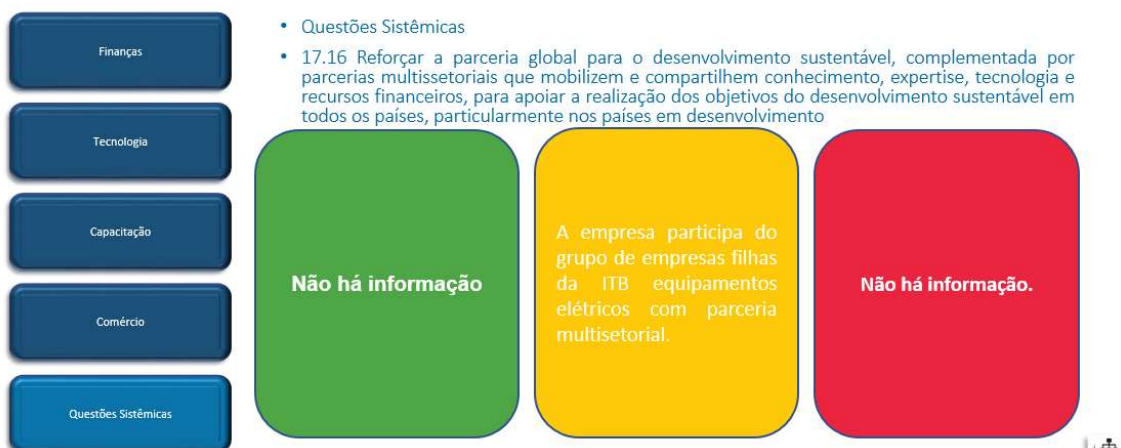 Finanças
Tecnologia
Capacitação
Comércio
Questões Sistêmicas
• Questões Sistêmicas
• 17.16 Reforçar a parceria global para o desenvolvimento sustentável, complementada por
parcerias multissetoriais que mobilizem e compartilhem conhecimento, expertise, tecnologia e
recursos financeiros, para apoiar a realização dos objetivos do desenvolvimento sustentável em
todos os países, particularmente nos países em desenvolvimento
Não há informação
A empresa participa do
grupo de empresas filhas
da ITB equipamentos
elétricos com parceria
multisetorial.
Não há informação.